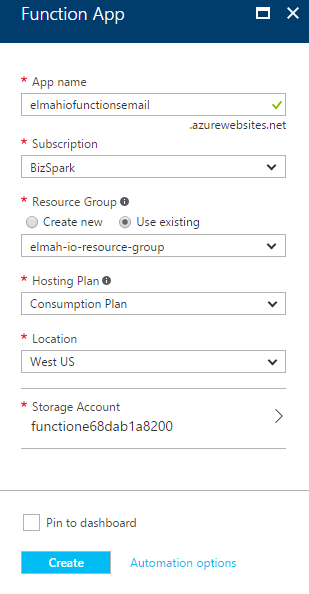 Function App
* App name
elmahiofunctionsemail
.azurewebsites.net
* Subscription
BizSpark
* Resource Group
Create new Use existing
elmah-io-resource-group
* Hosting Plan
Consumption Plan
* Location
West US
* Storage Account
functione68dab1a8200
Pin to dashboard
Create Automation options